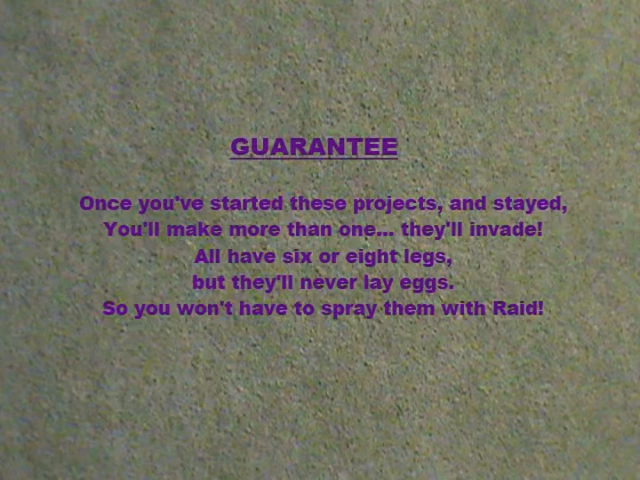 GUARANTEE
Once you've started these projects, and stayed,
You'll make more than one... they'll invade!
All have six or eight legs,
but they'll never lay eggs.
So you won't have to spray them with Raid!